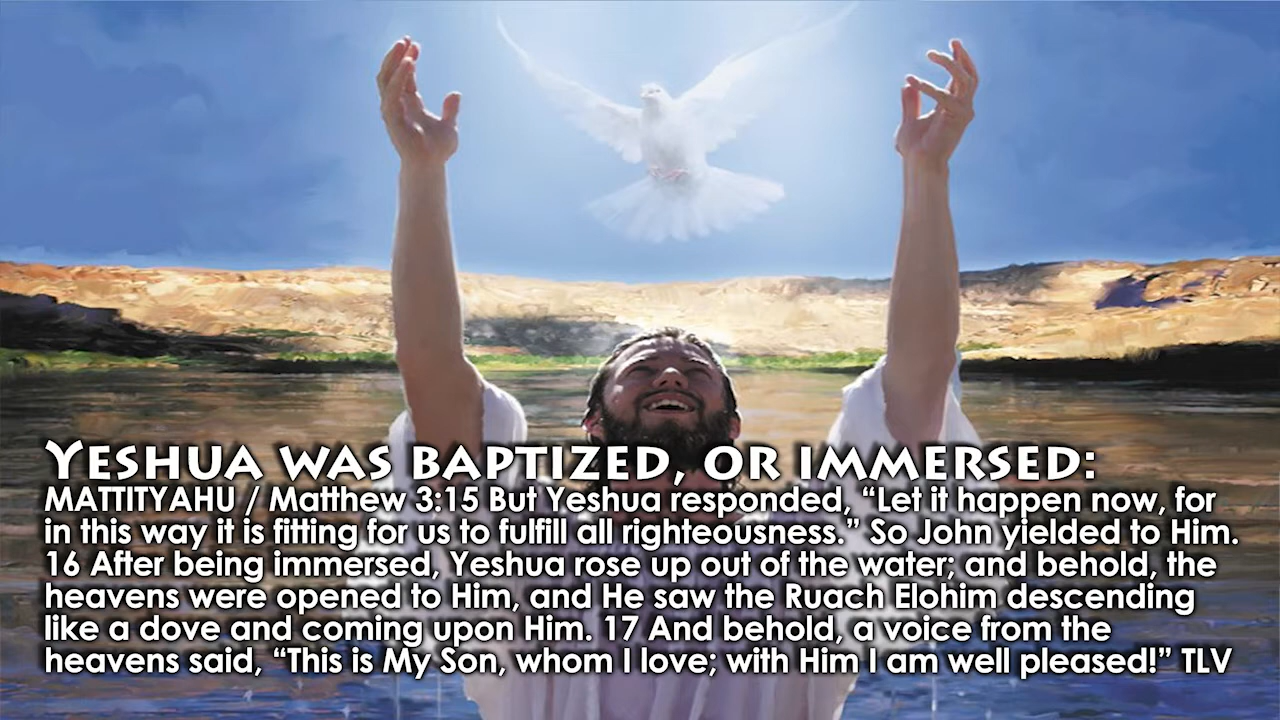 Yeshua was baptized, or immersed:
MATTITYAHU / Matthew 3:15 But Yeshua responded, “Let it happen now, for
in this way it is fitting for us to fulfill all righteousness.” So John yielded to Him.
16 After being immersed, Yeshua rose up out of the water; and behold, the
heavens were opened to Him, and He saw the Ruach Elohim descending
like a dove and coming upon Him. 17 And behold, a voice from the
heavens said, “This is My Son, whom I love; with Him I am well pleased!” TLV